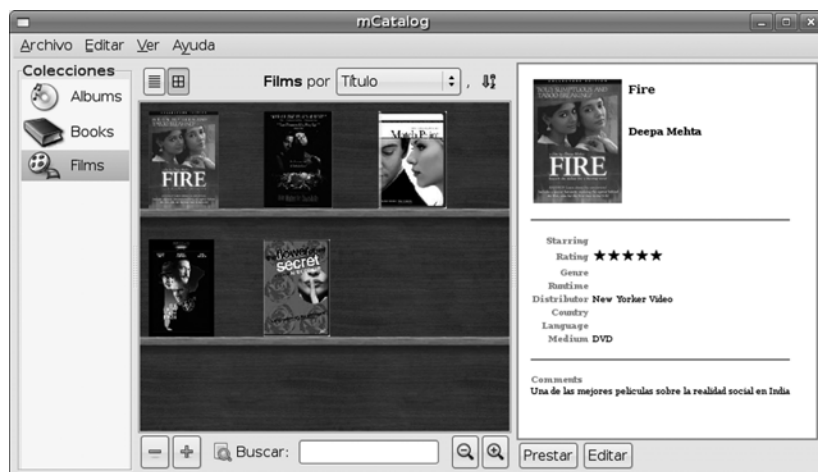 mCatalog
Archivo Editar Ver Ayuda
Colecciones
Albums
Books
Films
Films por Título ,
FIRE
Match Point
secret
Buscar:
Fire
Deepa Mehta
FIRE
Starring
Rating ★★★★★
Genre
Runtime
Distributor New Yorker Video
Country
Language
Medium DVD
Comments
Una de las mejores peliculas sobre la realidad social en India
Prestar Editar